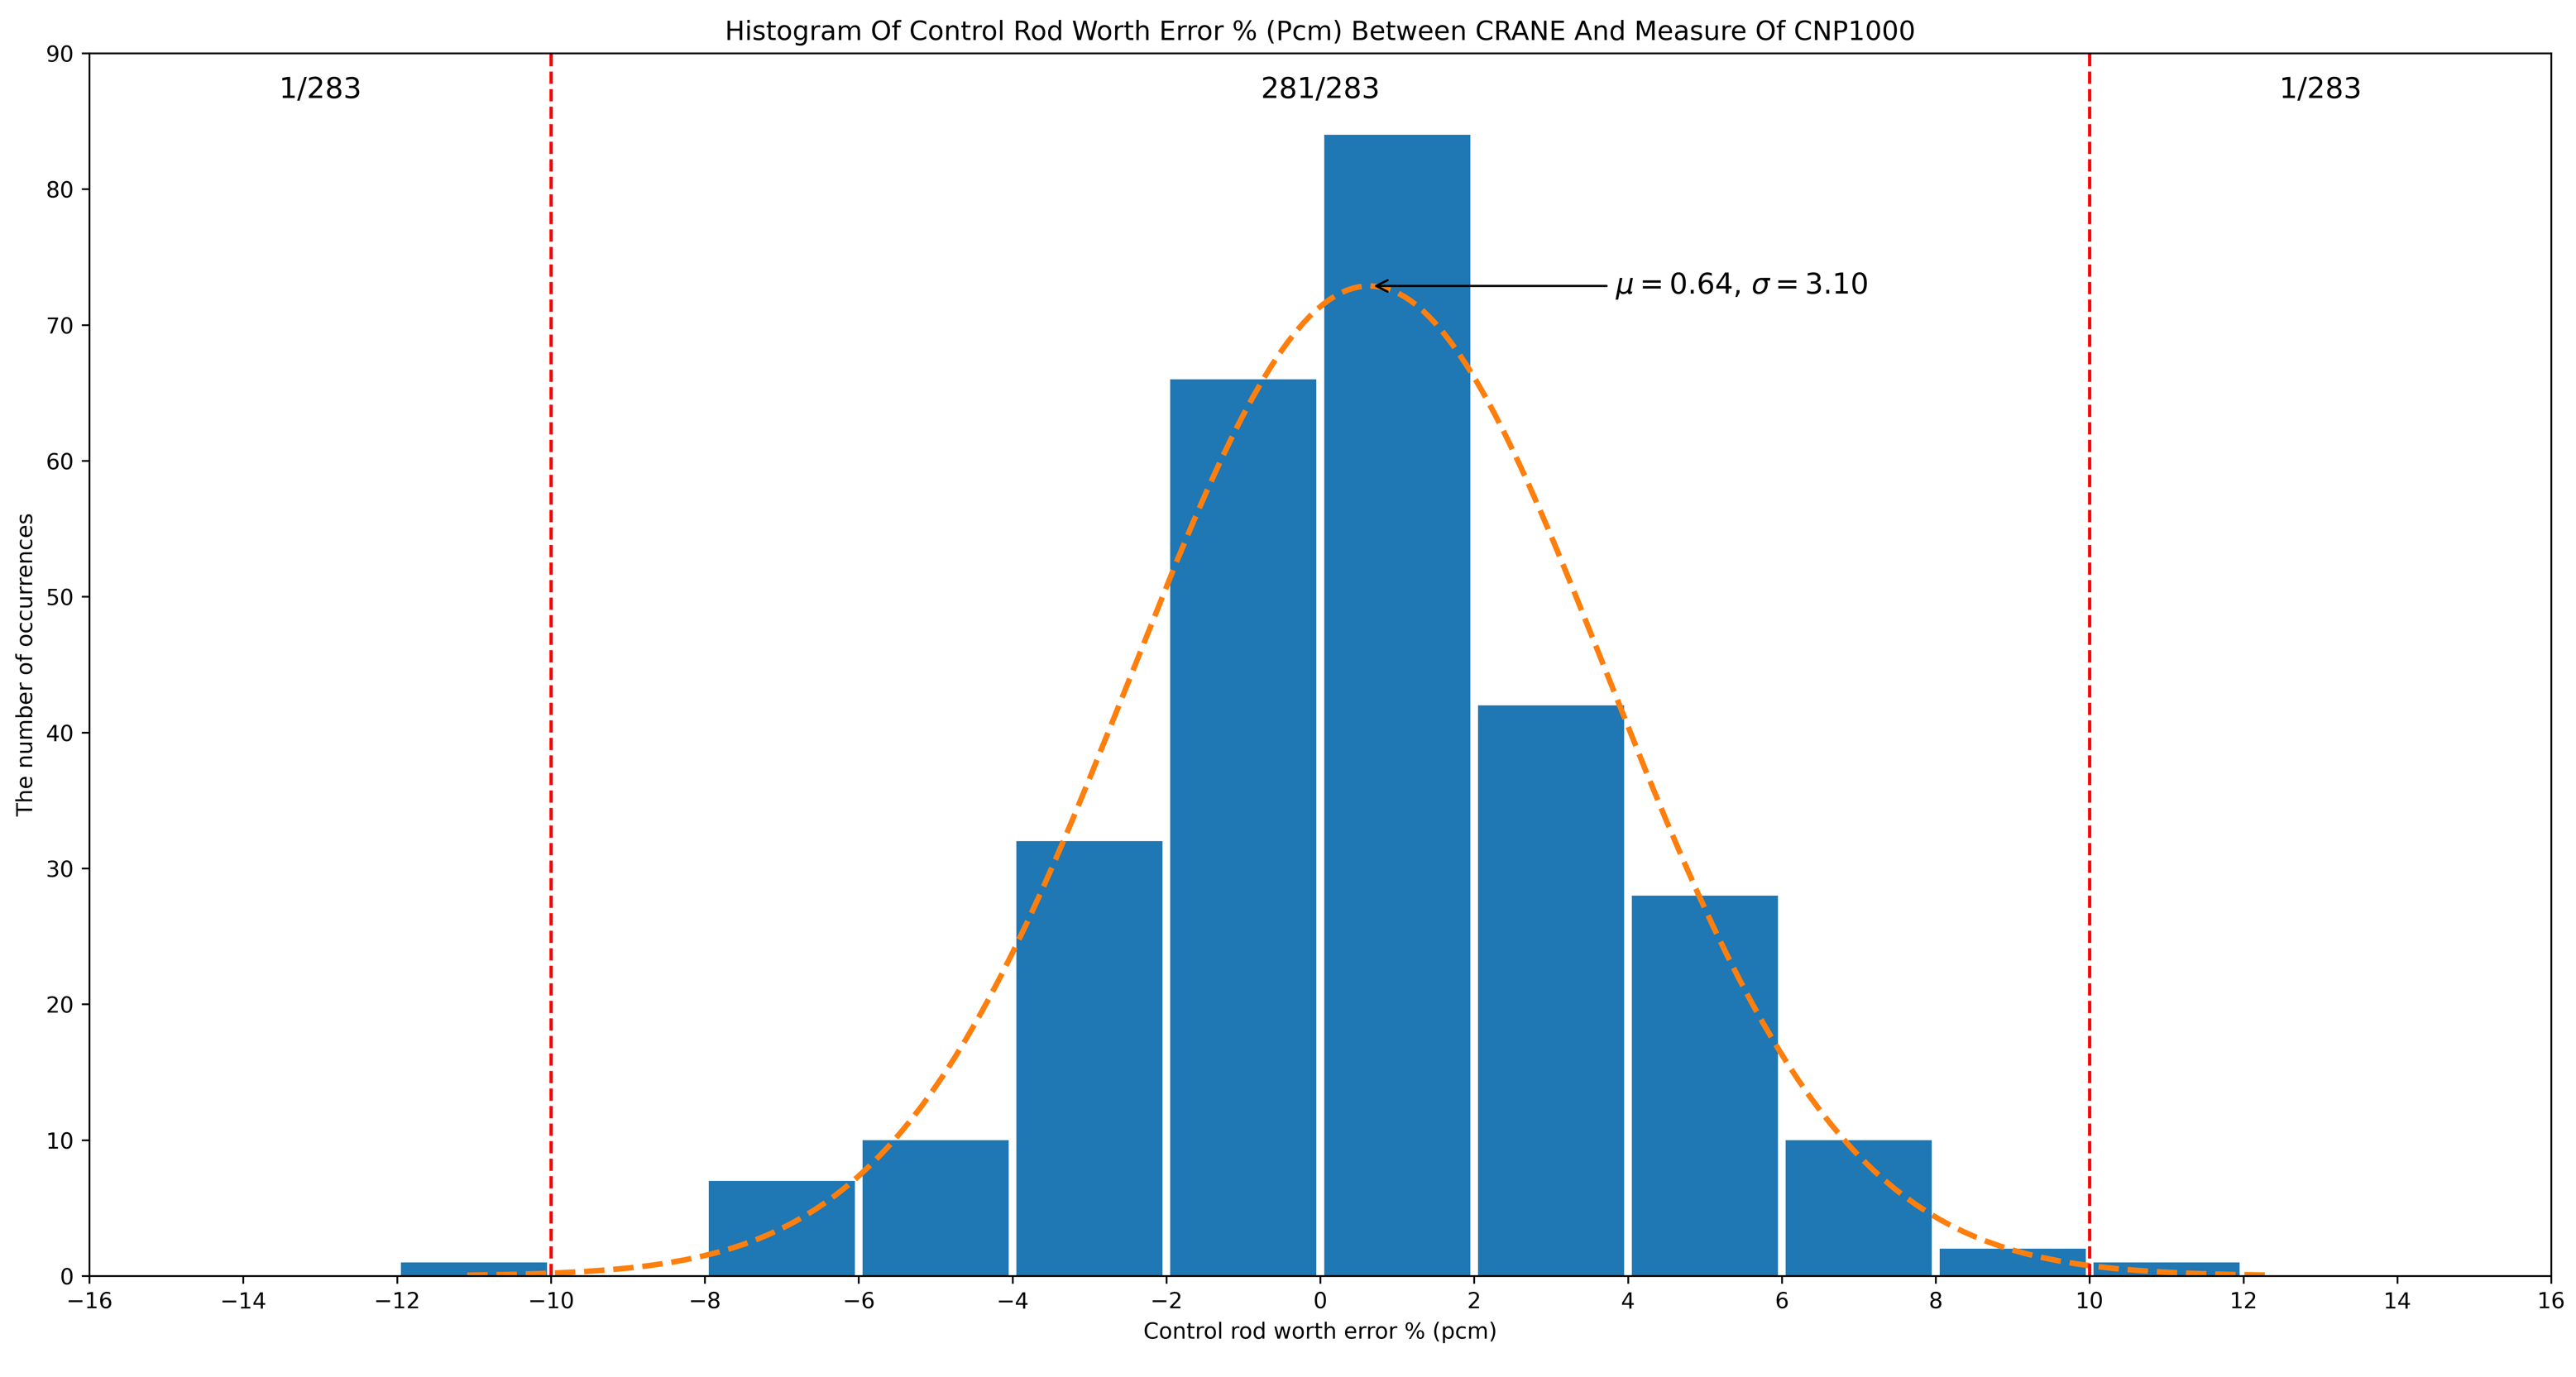 Histogram Of Control Rod Worth Error % (Pcm) Between CRANE And Measure Of CNP1000
90
1/283 281/283 1/283
80
μ = 0.64, σ = 3.10
70
60
50
The number of occurrences
40
30
20
10
0
−16 −14 −12 −10 −8 −6 −4 −2 0 2 4 6 8 10 12 14 16
Control rod worth error % (pcm)